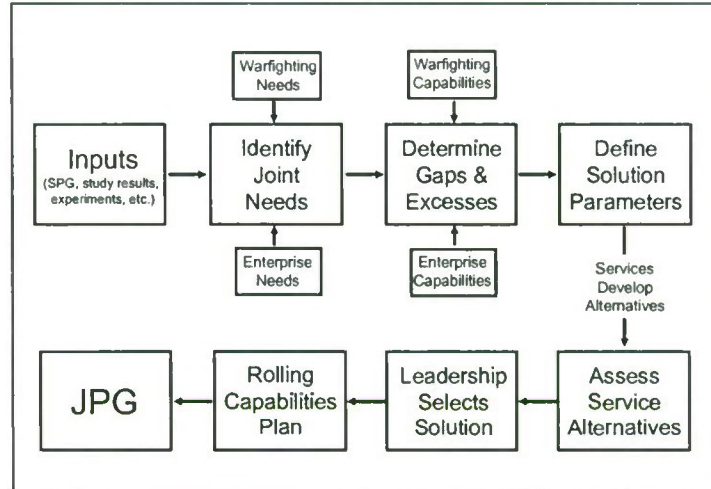 Warfighting
Needs
Warfighting
Capabilities
Inputs
(SPG, study results,
experiments, etc.)
Identify
Joint
Needs
Determine
Gaps &
Excesses
Define
Solution
Parameters
Enterprise
Needs
Enterprise
Capabilities
Services
Develop
Alternatives
JPG
Rolling
Capabilities
Plan
Leadership
Selects
Solution
Assess
Service
Alternatives